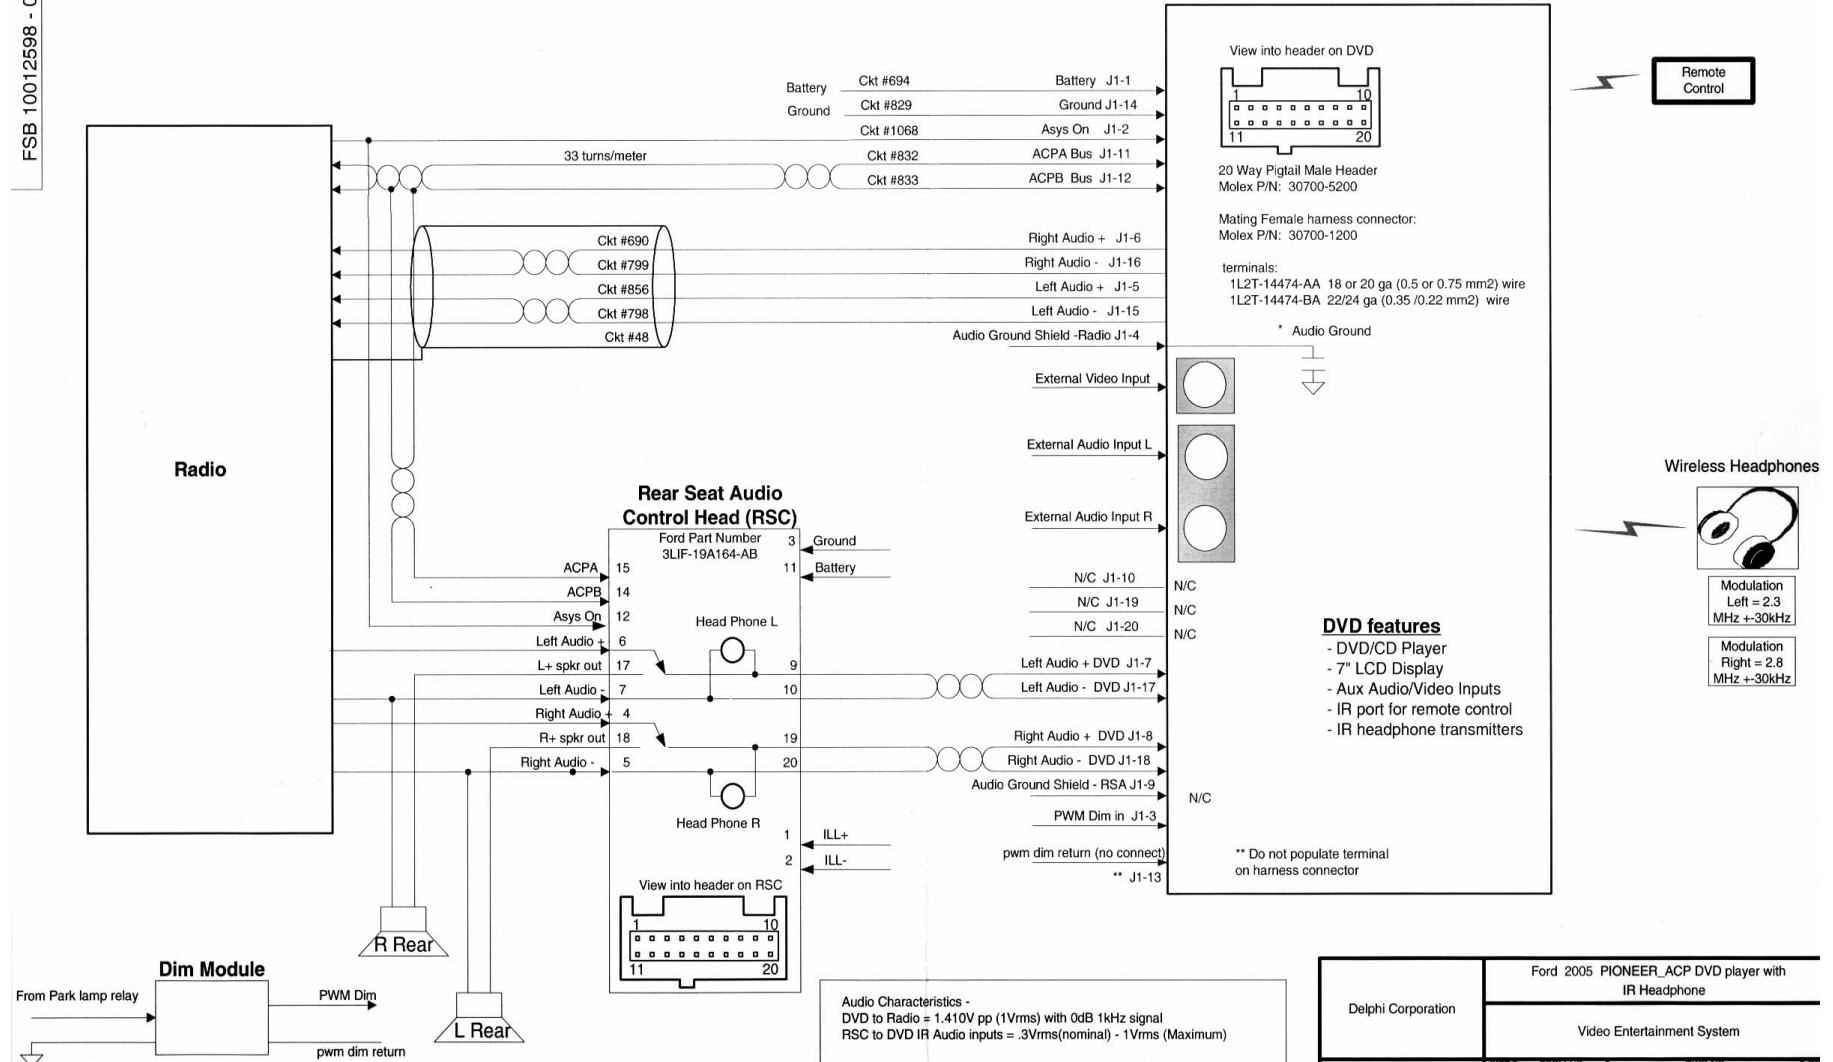 FSB 10012598 -
View into header on DVD
1 10
11 20
20 Way Pigtail Male Header
Molex P/N: 30700-5200
Mating Female harness connector:
Molex P/N: 30700-1200
terminals:
1L2T-14474-AA 18 or 20 ga (0.5 or 0.75 mm2) wire
1L2T-14474-BA 22/24 ga (0.35 /0.22 mm2) wire
* Audio Ground
Remote
Control
Battery Ckt #694 Battery J1-1
Ground Ckt #829 Ground J1-14
Ckt #1068 Asys On J1-2
33 turns/meter Ckt #832 ACPA Bus J1-11
Ckt #833 ACPB Bus J1-12
Ckt #690 Right Audio + J1-6
Ckt #799 Right Audio - J1-16
Ckt #856 Left Audio + J1-5
Ckt #798 Left Audio - J1-15
Ckt #48 Audio Ground Shield -Radio J1-4
External Video Input
External Audio Input L
External Audio Input R
Radio
Wireless Headphones
Modulation
Left = 2.3
MHz +-30kHz
Modulation
Right = 2.8
MHz +-30kHz
Rear Seat Audio
Control Head (RSC)
Ford Part Number
3LIF-19A164-AB
3 Ground
11 Battery
ACPA 15
ACPB 14
Asys On 12
Left Audio + 6
L+ spkr out 17
Left Audio - 7
Right Audio + 4
R+ spkr out 18
Right Audio - 5
Head Phone L
9
10
19
20
Head Phone R
1 ILL+
2 ILL-
View into header on RSC
1 10
11 20
N/C J1-10 N/C
N/C J1-19 N/C
N/C J1-20 N/C
Left Audio + DVD J1-7
Left Audio - DVD J1-17
Right Audio + DVD J1-8
Right Audio - DVD J1-18
Audio Ground Shield - RSA J1-9 N/C
PWM Dim in J1-3
pwm dim return (no connect)
** J1-13
DVD features
- DVD/CD Player
- 7" LCD Display
- Aux Audio/Video Inputs
- IR port for remote control
- IR headphone transmitters
** Do not populate terminal
on harness connector
R Rear
L Rear
Dim Module
From Park lamp relay
PWM Dim
pwm dim return
Audio Characteristics -
DVD to Radio = 1.410V pp (1Vrms) with 0dB 1kHz signal
RSC to DVD IR Audio inputs = .3Vrms(nominal) - 1Vrms (Maximum)
Delphi Corporation
Ford 2005 PIONEER_ACP DVD player with
IR Headphone
Video Entertainment System